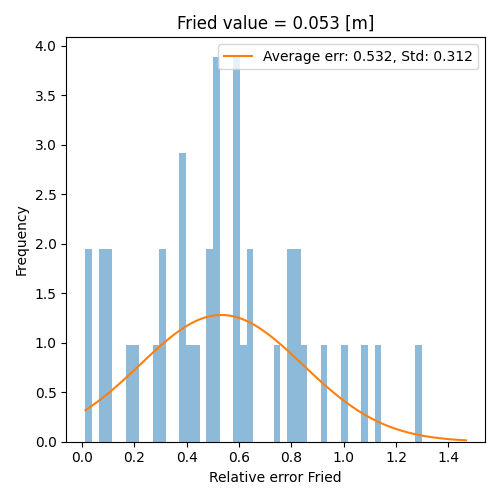 Fried value = 0.053 [m]
Average err: 0.532, Std: 0.312
Frequency
4.0
3.5
3.0
2.5
2.0
1.5
1.0
0.5
0.0
0.0 0.2 0.4 0.6 0.8 1.0 1.2 1.4
Relative error Fried